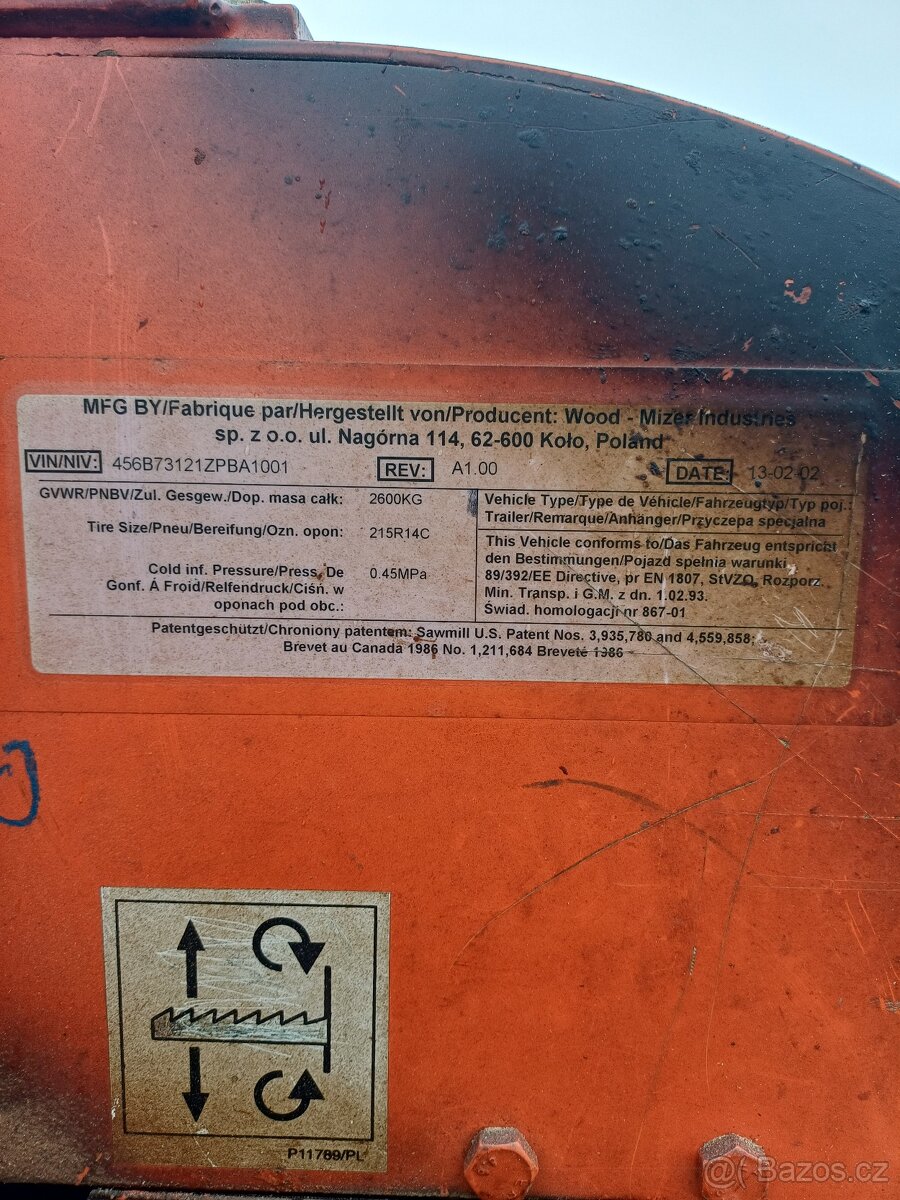 MFG BY/Fabrique par/Hergestellt von/Producent: Wood - Mizer Industries
sp. z o.o. ul. Nagórna 114, 62-600 Koło, Poland
VIN/NIV: 456B73121ZPBA1001 REV: A1.00 DATE: 13-02-02
GVWR/PNBV/Zul. Gesgew./Dop. masa całk: 2600KG
Tire Size/Pneu/Bereifung/Ozn. opon: 215R14C
Cold inf. Pressure/Press. De 0.45MPa
Gonf. Á Froid/Relfendruck/Ciśń. w
oponach pod obc.:
Vehicle Type/Type de Véhicle/Fahrzeugtyp/Typ poj.:
Trailer/Remarque/Anhänger/Przyczepa specjalna
This Vehicle conforms to/Das Fahrzeug entspricht
den Bestimmungen/Pojazd spełnia warunki
89/392/EE Directive, pr EN 1807, StVZO, Rozporz.
Min. Transp. i G.M. z dn. 1.02.93.
Świad. homologacji nr 867-01
Patentgeschützt/Chroniony patentem: Sawmill U.S. Patent Nos. 3,935,780 and 4,559,858;
Brevet au Canada 1986 No. 1,211,684 Breveté 1986
P11789/PL
Bazos.cz